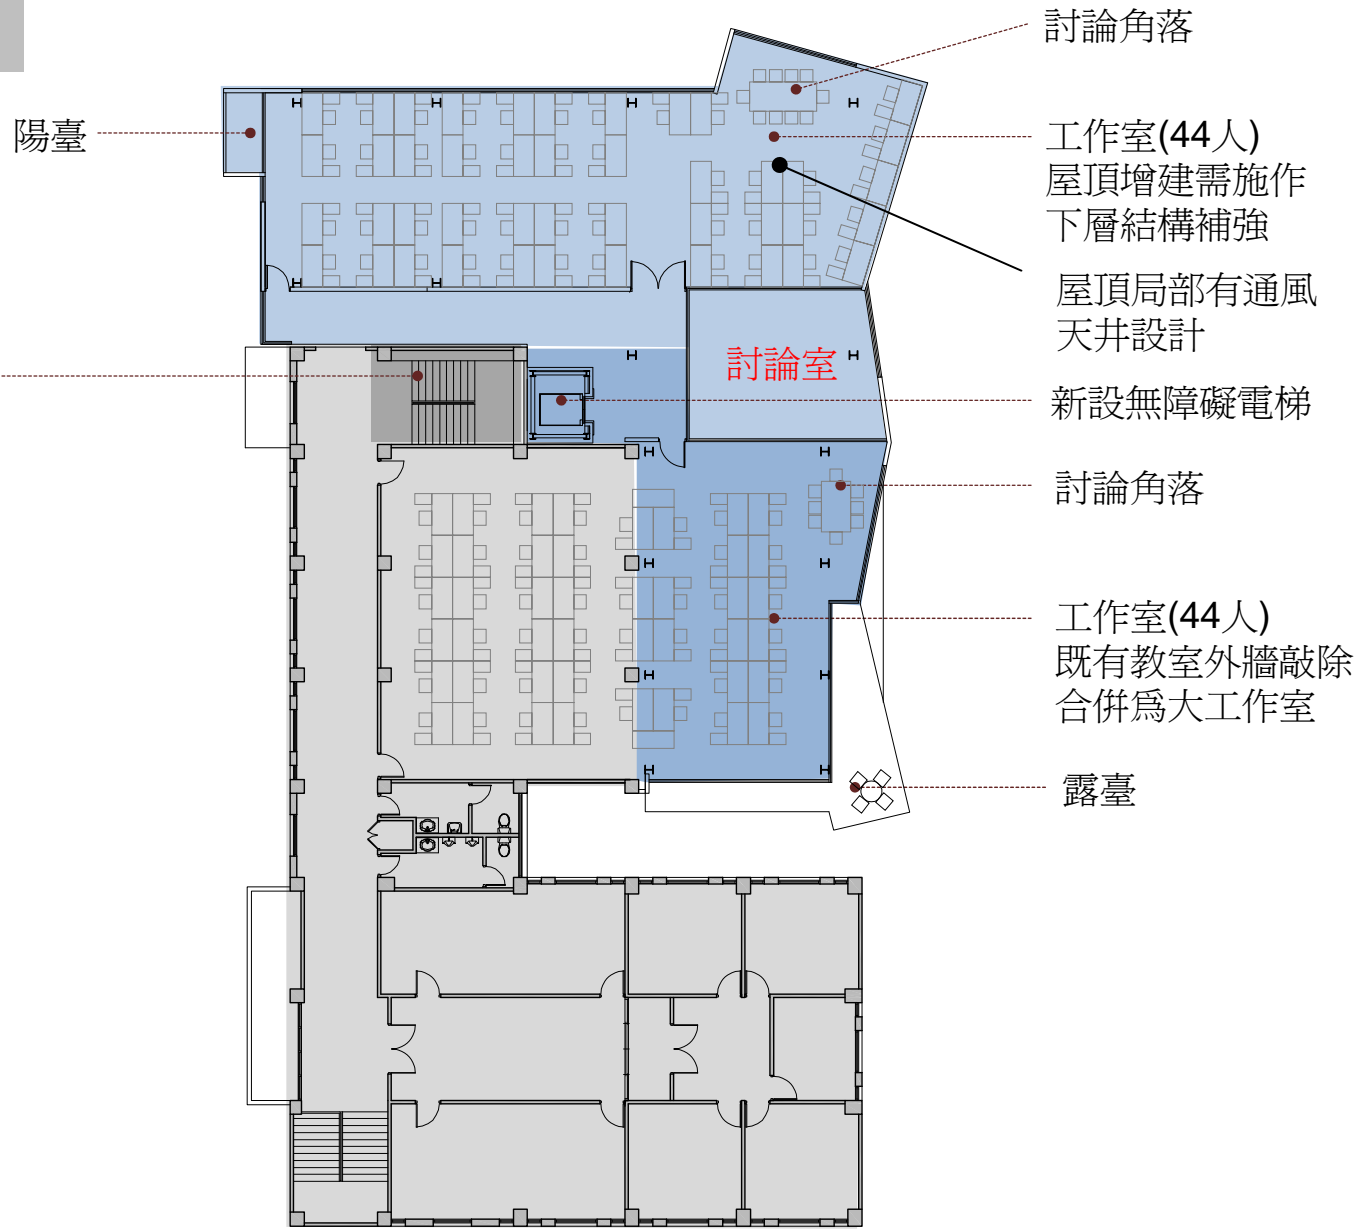 討論角落
陽臺
工作室(44人)
屋頂增建需施作
下層結構補強
屋頂局部有通風
天井設計
討論室
新設無障礙電梯
討論角落
工作室(44人)
既有教室外牆敲除
合併爲大工作室
露臺